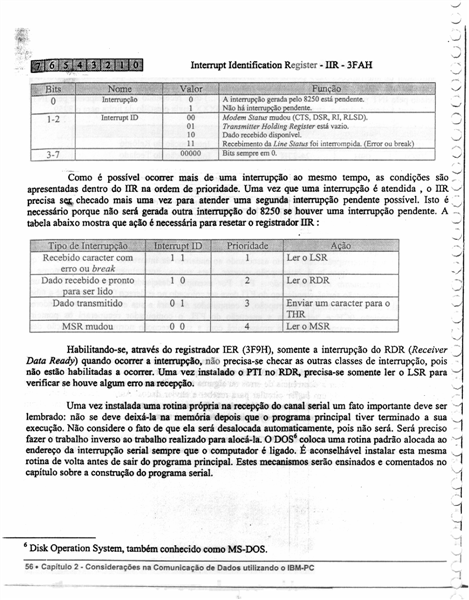 7 6 5 4 3 2 1 0
Interrupt Identification Register - IIR - 3FAH
Bits Nome Valor Função
0 Interrupção 0 A interrupção gerada pelo 8250 está pendente.
1 Não há interrupção pendente.
1-2 Interrupt ID 00 Modem Status mudou (CTS, DSR, RI, RLSD).
01 Transmitter Holding Register está vazio.
10 Dado recebido disponível.
11 Recebimento da Line Status foi interrompida. (Error ou break)
3-7 00000 Bits sempre em 0.
Como é possível ocorrer mais de uma interrupção ao mesmo tempo, as condições são
apresentadas dentro do IIR na ordem de prioridade. Uma vez que uma interrupção é atendida , o IIR
precisa ser checado mais uma vez para atender uma segunda interrupção pendente possível. Isto é
necessário porque não será gerada outra interrupção do 8250 se houver uma interrupção pendente. A
tabela abaixo mostra que ação é necessária para resetar o registrador IIR :
Tipo de Interrupção Interrupt ID Prioridade Ação
Recebido caracter com 1 1 1 Ler o LSR
erro ou break
Dado recebido e pronto 1 0 2 Ler o RDR
para ser lido
Dado transmitido 0 1 3 Enviar um caracter para o
THR
MSR mudou 0 0 4 Ler o MSR
Habilitando-se, através do registrador IER (3F9H), somente a interrupção do RDR (Receiver
Data Ready) quando ocorrer a interrupção, não precisa-se checar as outras classes de interrupção, pois
não estão habilitadas a ocorrer. Uma vez instalado o PTI no RDR, precisa-se somente ler o LSR para
verificar se houve algum erro na recepção.
Uma vez instalada uma rotina própria na recepção do canal serial um fato importante deve ser
lembrado: não se deve deixá-la na memória depois que o programa principal tiver terminado a sua
execução. Não considere o fato de que ela será desalocada automaticamente, pois não será. Será preciso
fazer o trabalho inverso ao trabalho realizado para alocá-la. O DOS6 coloca uma rotina padrão alocada ao
endereço da interrupção serial sempre que o computador é ligado. É aconselhável instalar esta mesma
rotina de volta antes de sair do programa principal. Estes mecanismos serão ensinados e comentados no
capítulo sobre a construção do programa serial.
6 Disk Operation System, também conhecido como MS-DOS.
56 • Capítulo 2 - Considerações na Comunicação de Dados utilizando o IBM-PC